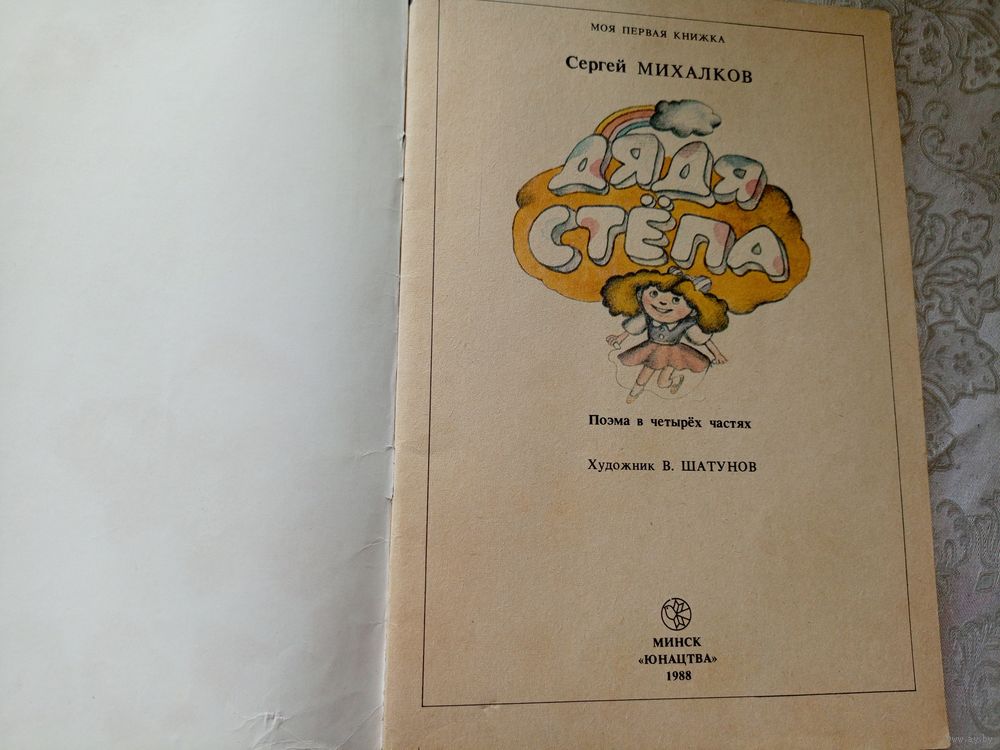 МОЯ ПЕРВАЯ КНИЖКА
Сергей МИХАЛКОВ
ДЯДЯ
СТЁПА
Поэма в четырёх частях
Художник В. ШАТУНОВ
МИНСК
«ЮНАЦТВА»
1988